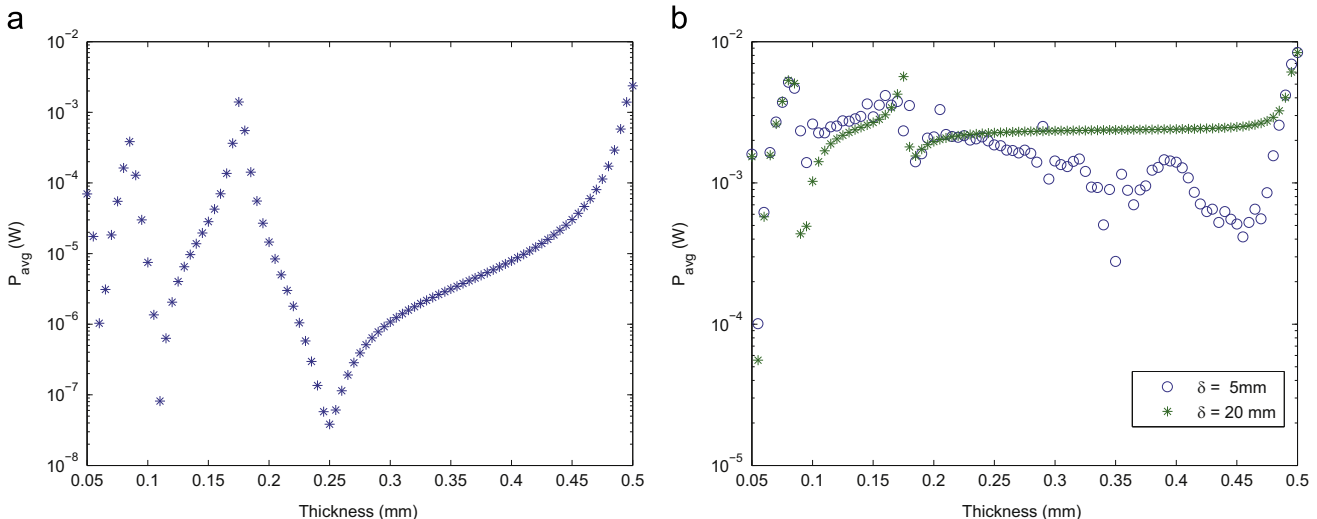 a
10^-2
10^-3
10^-4
10^-5
10^-6
10^-7
10^-8
P_avg (W)
0.05 0.1 0.15 0.2 0.25 0.3 0.35 0.4 0.45 0.5
Thickness (mm)
b
10^-2
10^-3
10^-4
10^-5
P_avg (W)
δ = 5mm
δ = 20 mm
0.05 0.1 0.15 0.2 0.25 0.3 0.35 0.4 0.45 0.5
Thickness (mm)